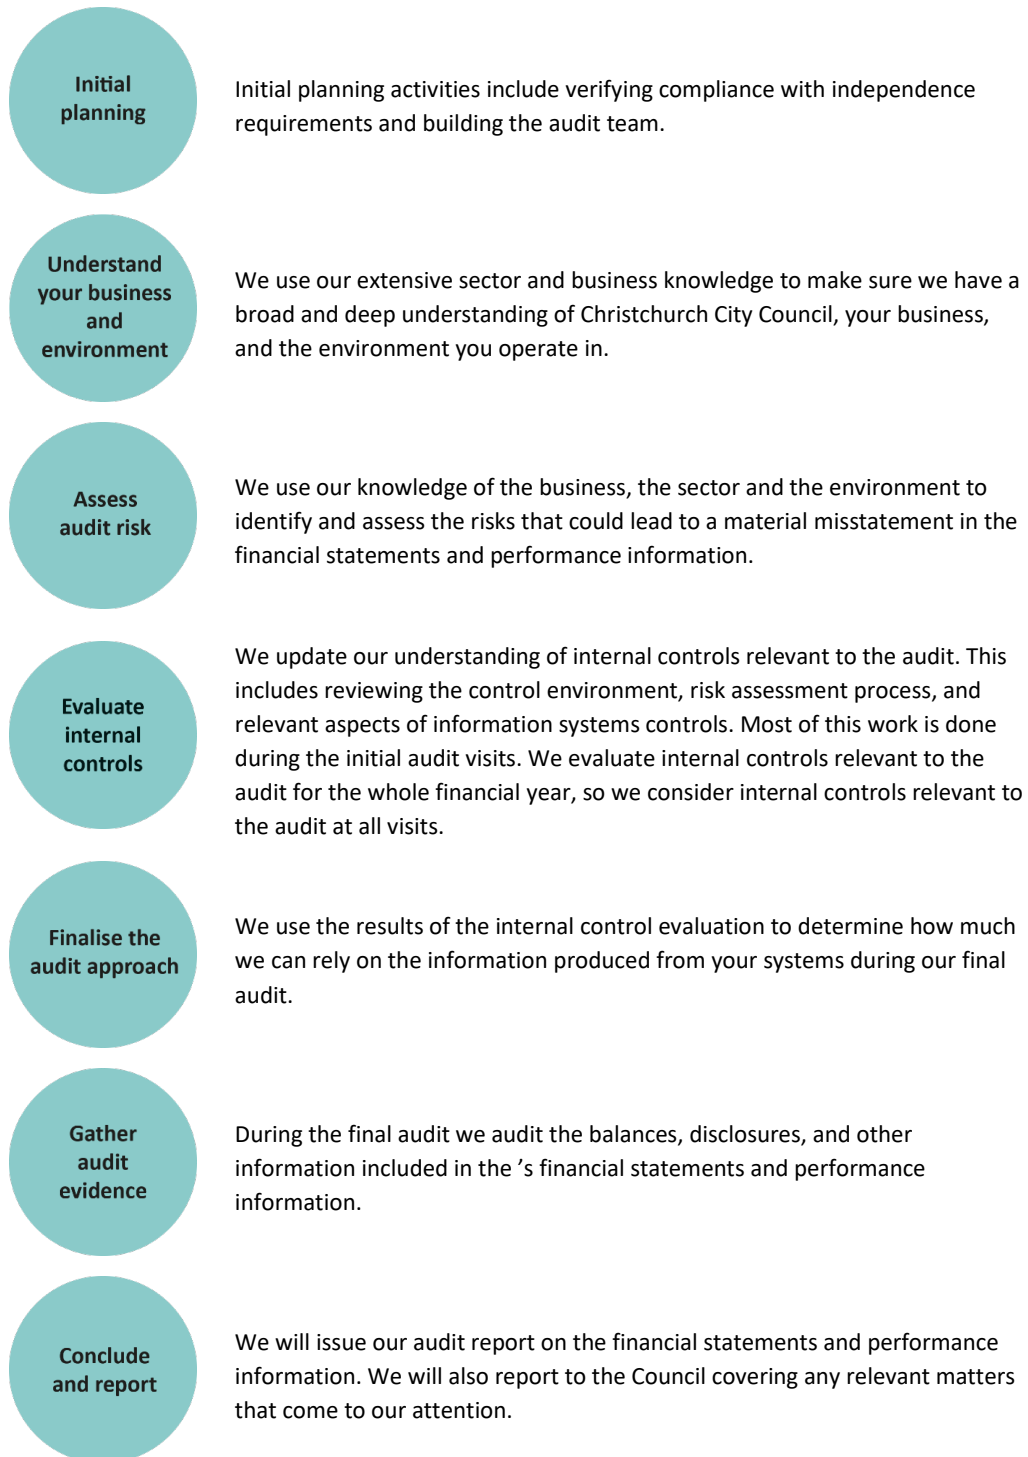 Initial
planning
Initial planning activities include verifying compliance with independence
requirements and building the audit team.
Understand
your business
and
environment
We use our extensive sector and business knowledge to make sure we have a
broad and deep understanding of Christchurch City Council, your business,
and the environment you operate in.
Assess
audit risk
We use our knowledge of the business, the sector and the environment to
identify and assess the risks that could lead to a material misstatement in the
financial statements and performance information.
Evaluate
internal
controls
We update our understanding of internal controls relevant to the audit. This
includes reviewing the control environment, risk assessment process, and
relevant aspects of information systems controls. Most of this work is done
during the initial audit visits. We evaluate internal controls relevant to the
audit for the whole financial year, so we consider internal controls relevant to
the audit at all visits.
Finalise the
audit approach
We use the results of the internal control evaluation to determine how much
we can rely on the information produced from your systems during our final
audit.
Gather
audit
evidence
During the final audit we audit the balances, disclosures, and other
information included in the ’s financial statements and performance
information.
Conclude
and report
We will issue our audit report on the financial statements and performance
information. We will also report to the Council covering any relevant matters
that come to our attention.